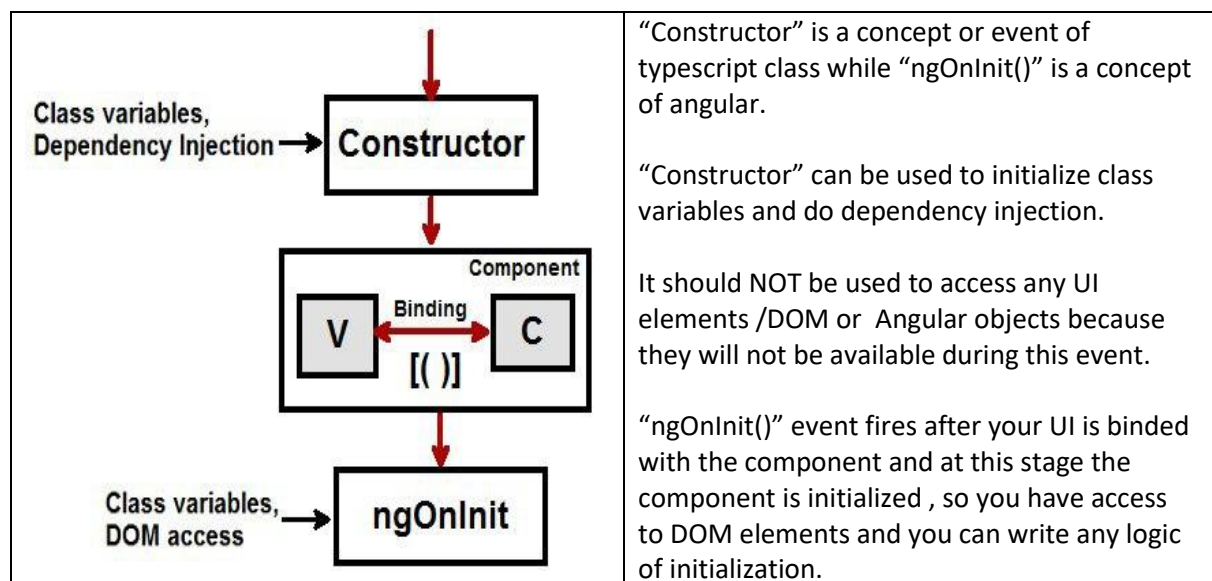 Class variables,
Dependency Injection
Constructor
Component
V
Binding
C
[( )]
Class variables,
DOM access
ngOnInit
“Constructor” is a concept or event of
typescript class while “ngOnInit()” is a concept
of angular.
“Constructor” can be used to initialize class
variables and do dependency injection.
It should NOT be used to access any UI
elements /DOM or  Angular objects because
they will not be available during this event.
“ngOnInit()” event fires after your UI is binded
with the component and at this stage the
component is initialized , so you have access
to DOM elements and you can write any logic
of initialization.